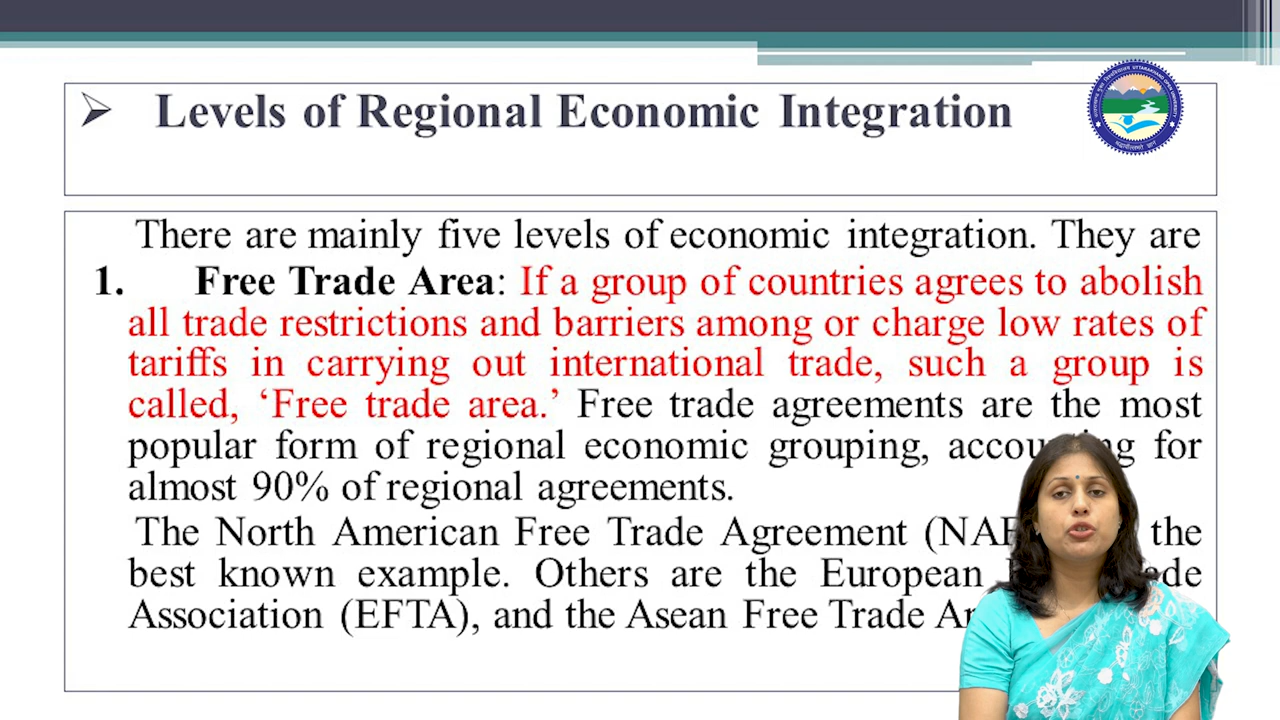 ➢ Levels of Regional Economic Integration
There are mainly five levels of economic integration. They are
1. Free Trade Area: If a group of countries agrees to abolish
all trade restrictions and barriers among or charge low rates of
tariffs in carrying out international trade, such a group is
called, ‘Free trade area.’ Free trade agreements are the most
popular form of regional economic grouping, for
almost 90% of regional agreements.
The North American Free Trade Agreement the
best known example. Others are the European
Association (EFTA), and the Asean Free Trade